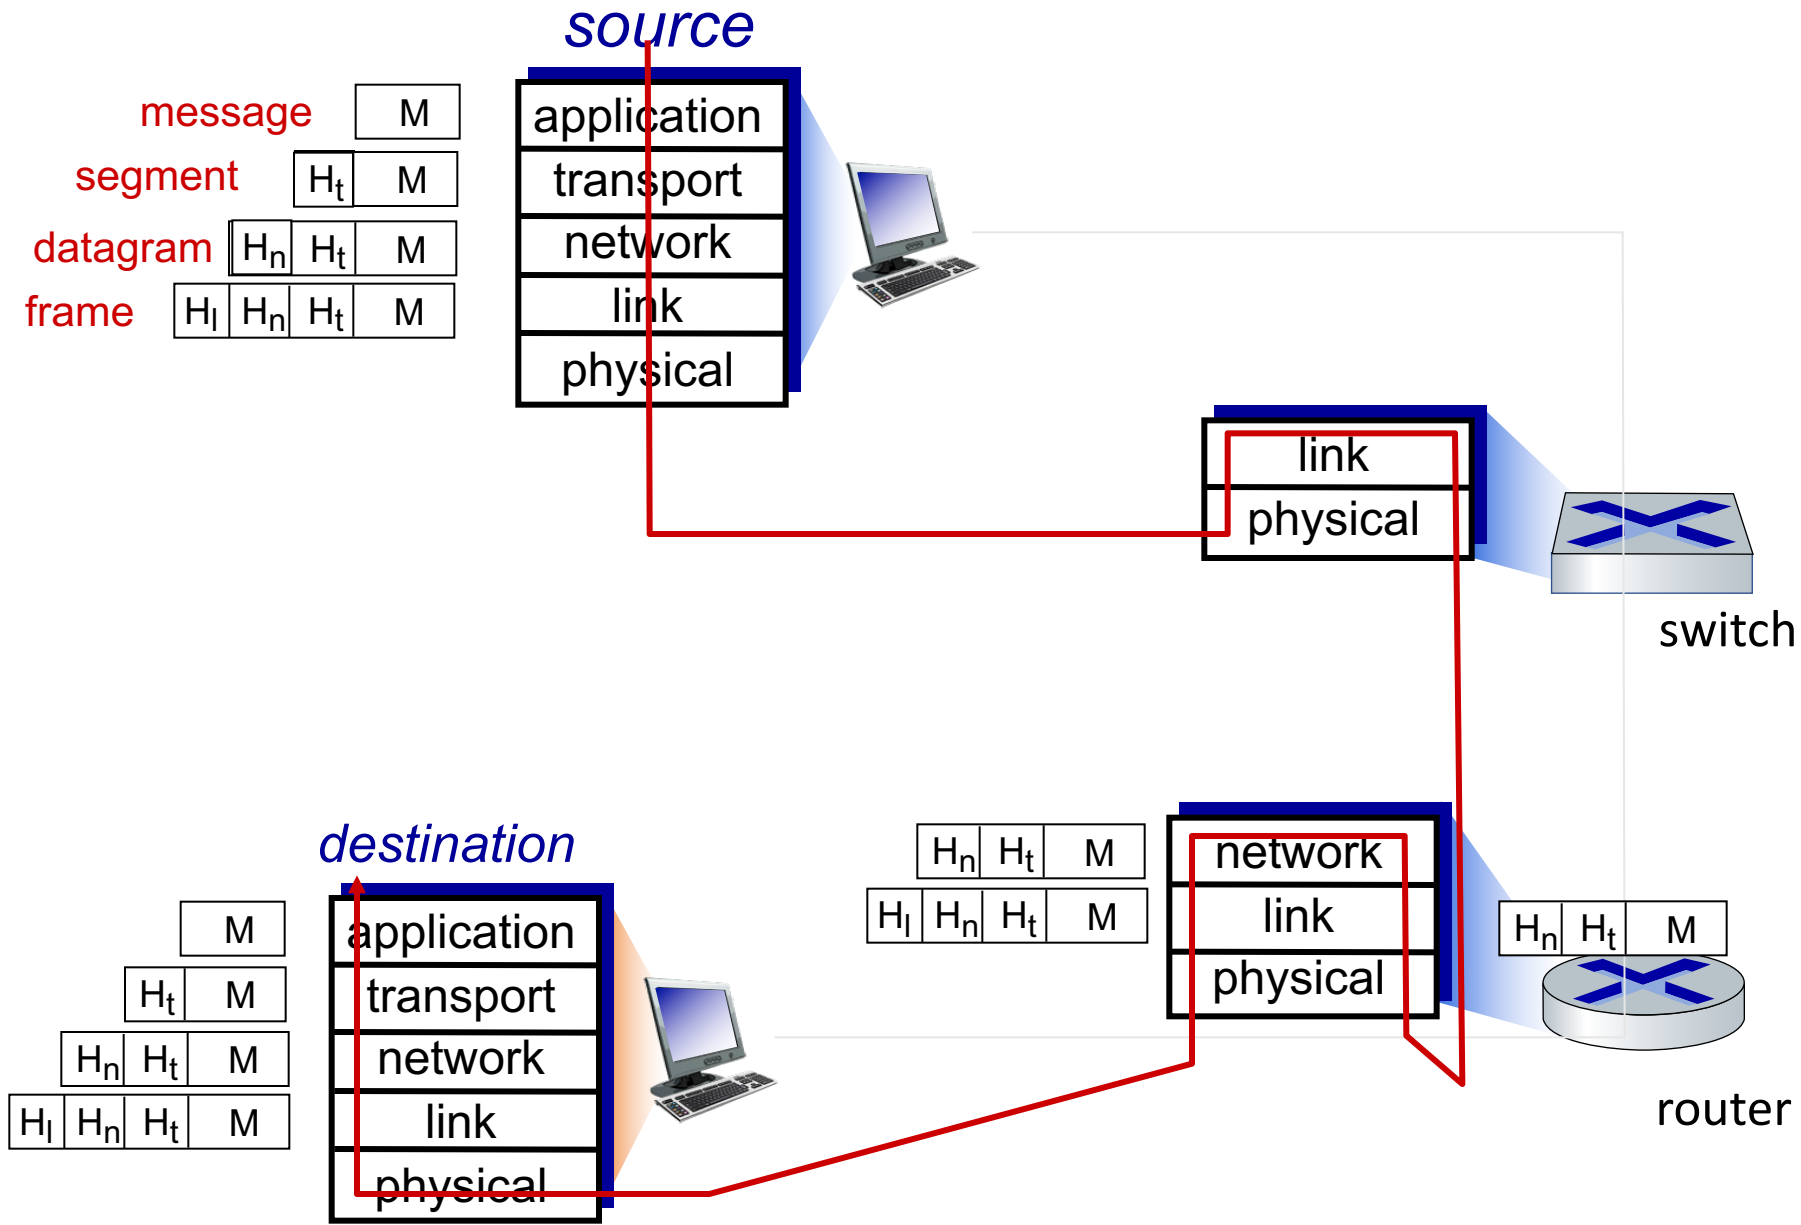 source
message M application
segment Ht M transport
datagram Hn Ht M network
frame Hl Hn Ht M link
physical
link
physical
switch
destination
Hn Ht M network
Hl Hn Ht M link
physical
Hn Ht M
router
M application
Ht M transport
Hn Ht M network
Hl Hn Ht M link
physical